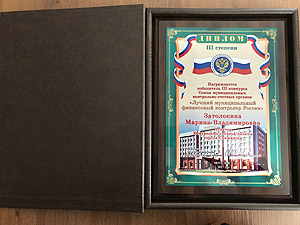 ДИПЛОМ
III степени
Награждается
победитель III конкурса
Союза муниципальных
контрольно-счетных органов
«Лучший муниципальный
финансовый контролер России»
Затолокина
Марина Владимировна